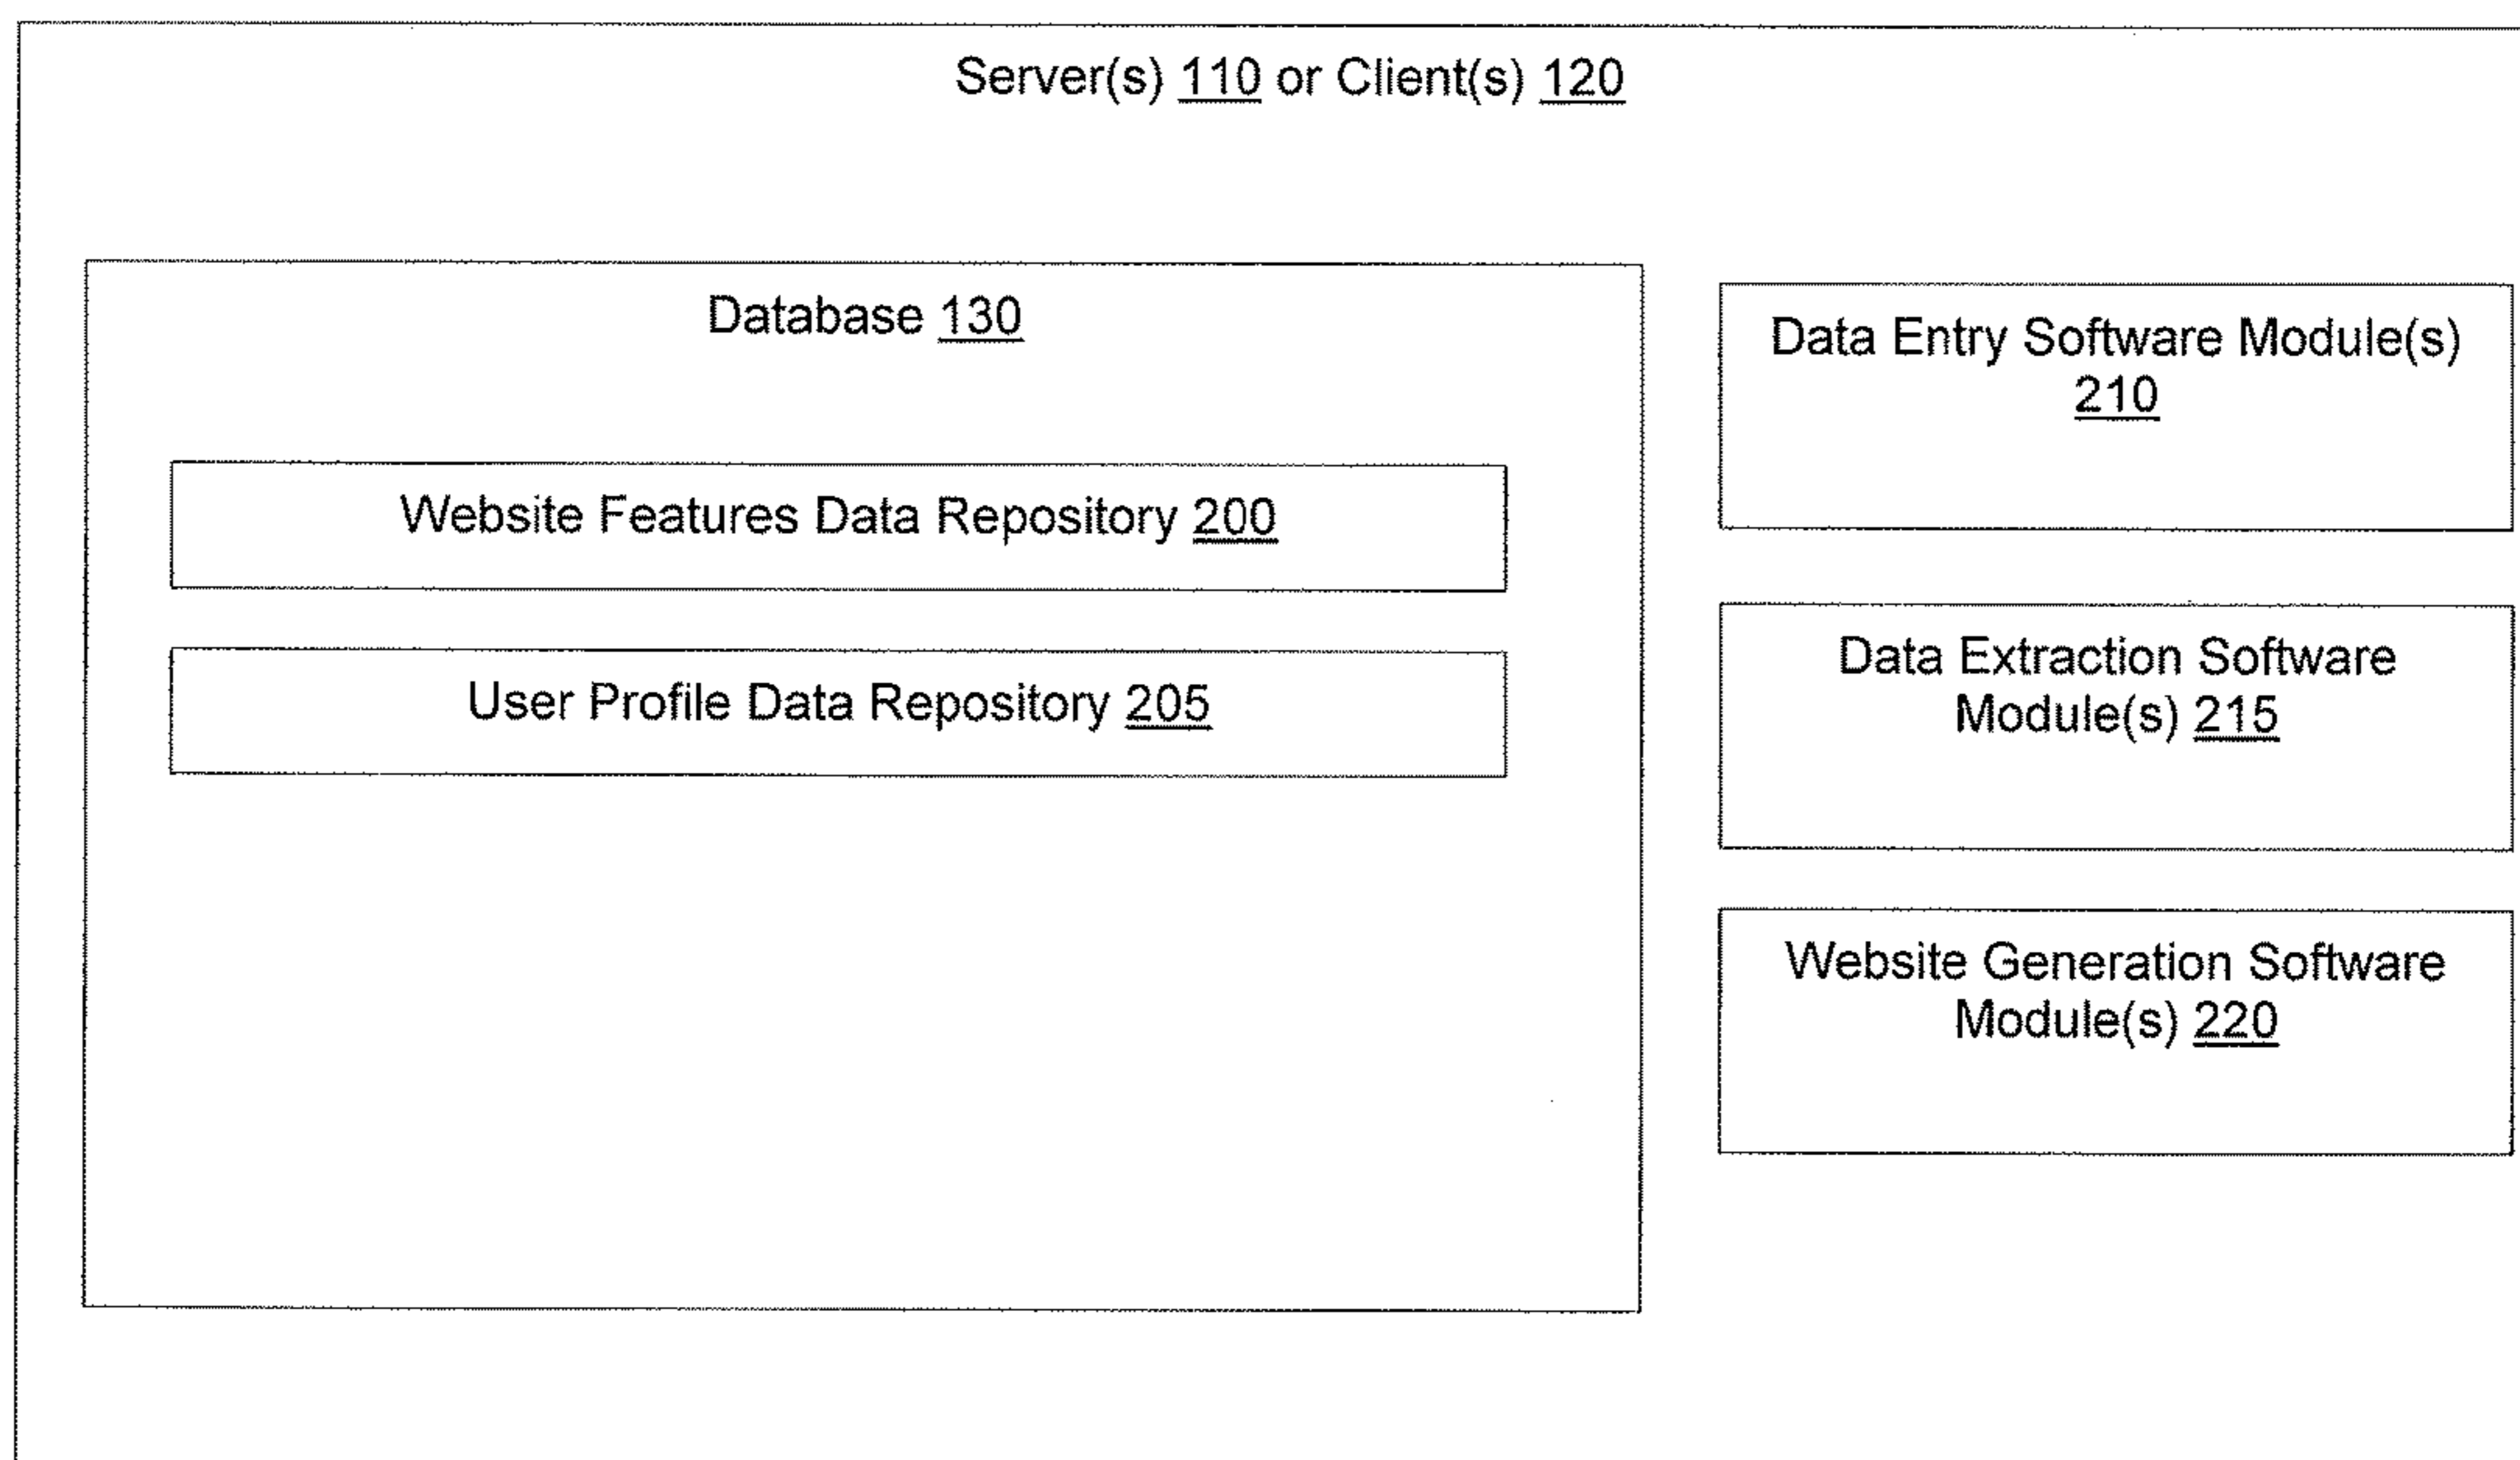 Server(s) 110 or Client(s) 120
Database 130
Website Features Data Repository 200
User Profile Data Repository 205
Data Entry Software Module(s)
210
Data Extraction Software
Module(s) 215
Website Generation Software
Module(s) 220